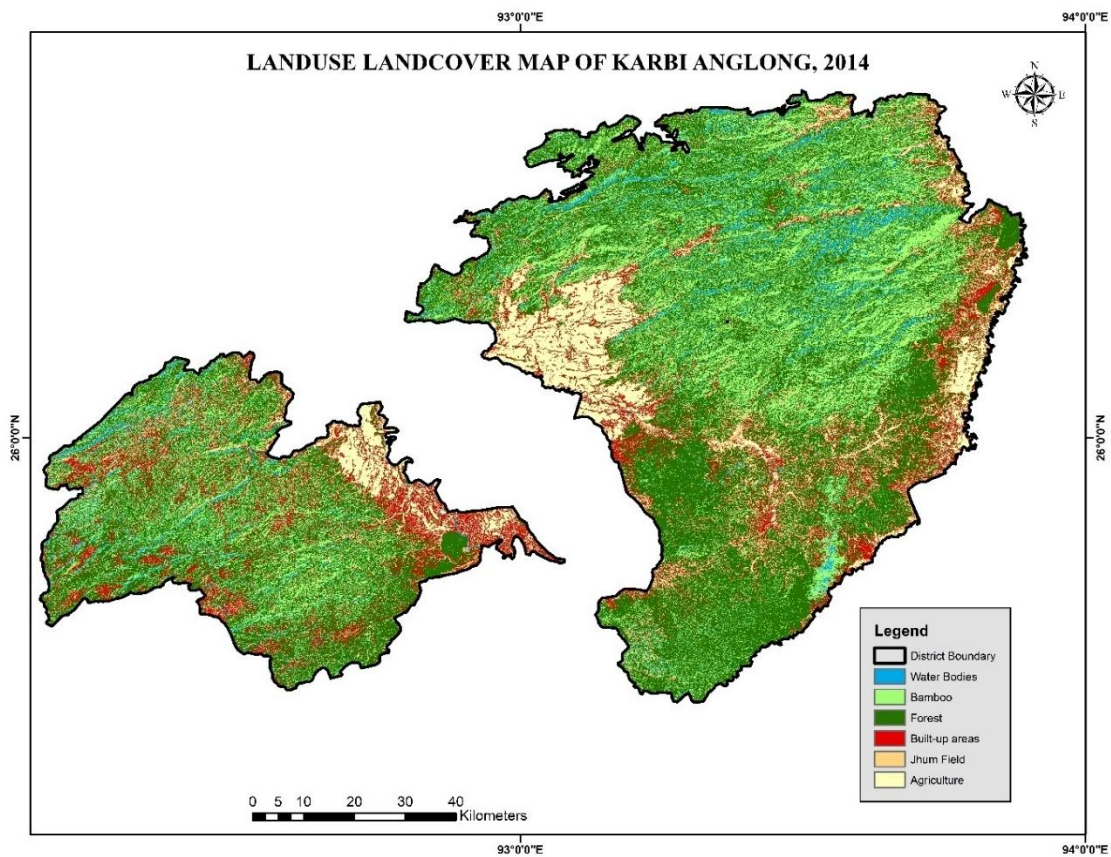 93°0'0"E
94°0'0"E
LANDUSE LANDCOVER MAP OF KARBI ANGLONG, 2014
N
W
E
S
26°0'0"N
26°0'0"N
Legend
District Boundary
Water Bodies
Bamboo
Forest
Built-up areas
Jhum Field
Agriculture
0 5 10 20 30 40
Kilometers
93°0'0"E
94°0'0"E